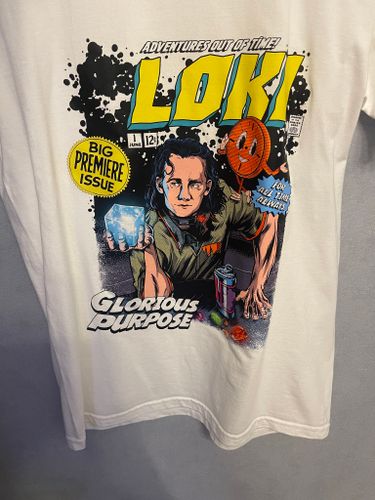 ADVENTURES OUT OF TIME!
LOKI
1
JUNE
12¢
BIG
PREMIERE
ISSUE
FOR
ALL TIME
ALWAYS
GLORIOUS
PURPOSE